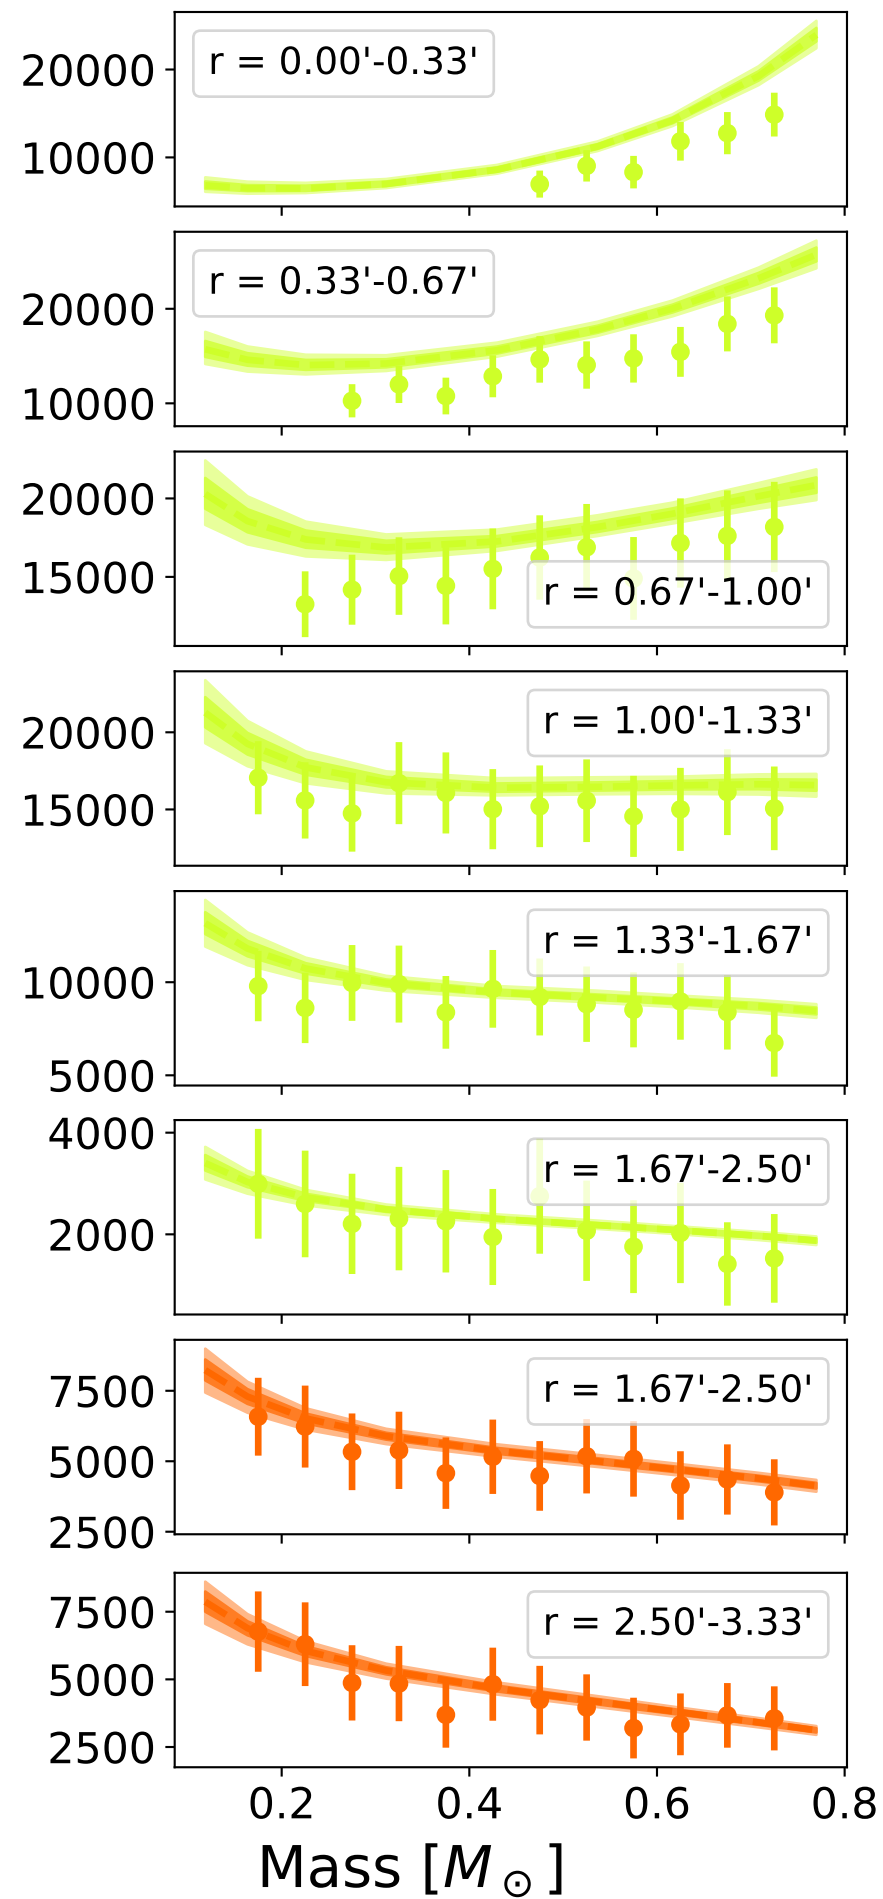 20000
10000
r = 0.00'-0.33'
20000
10000
r = 0.33'-0.67'
20000
15000
r = 0.67'-1.00'
20000
15000
r = 1.00'-1.33'
10000
5000
r = 1.33'-1.67'
4000
2000
r = 1.67'-2.50'
7500
5000
2500
r = 1.67'-2.50'
7500
5000
2500
r = 2.50'-3.33'
0.2 0.4 0.6 0.8
Mass [M⊙]